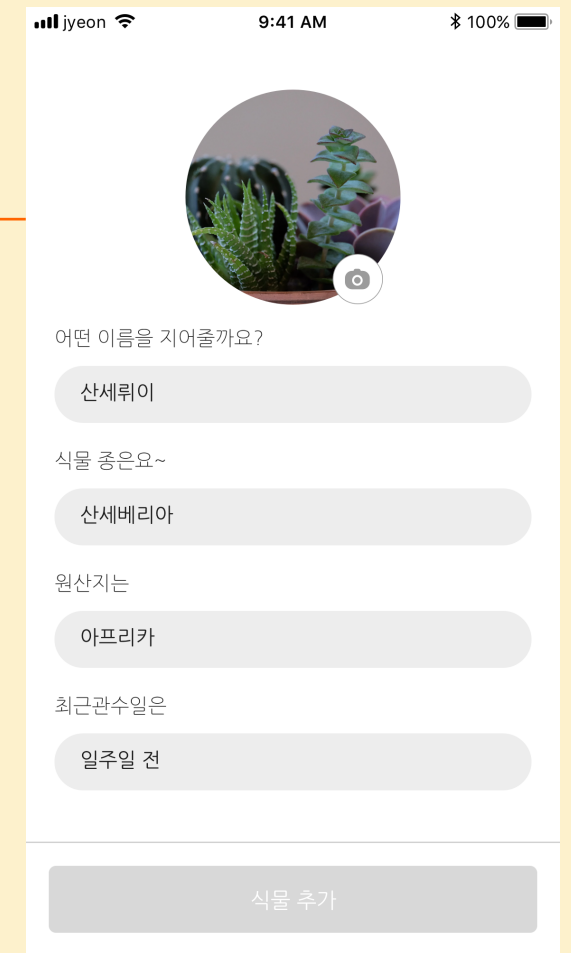 jyeon 9:41 AM 100%
어떤 이름을 지어줄까요?
산세뤼이
식물 종은요~
산세베리아
원산지는
아프리카
최근관수일은
일주일 전
식물 추가